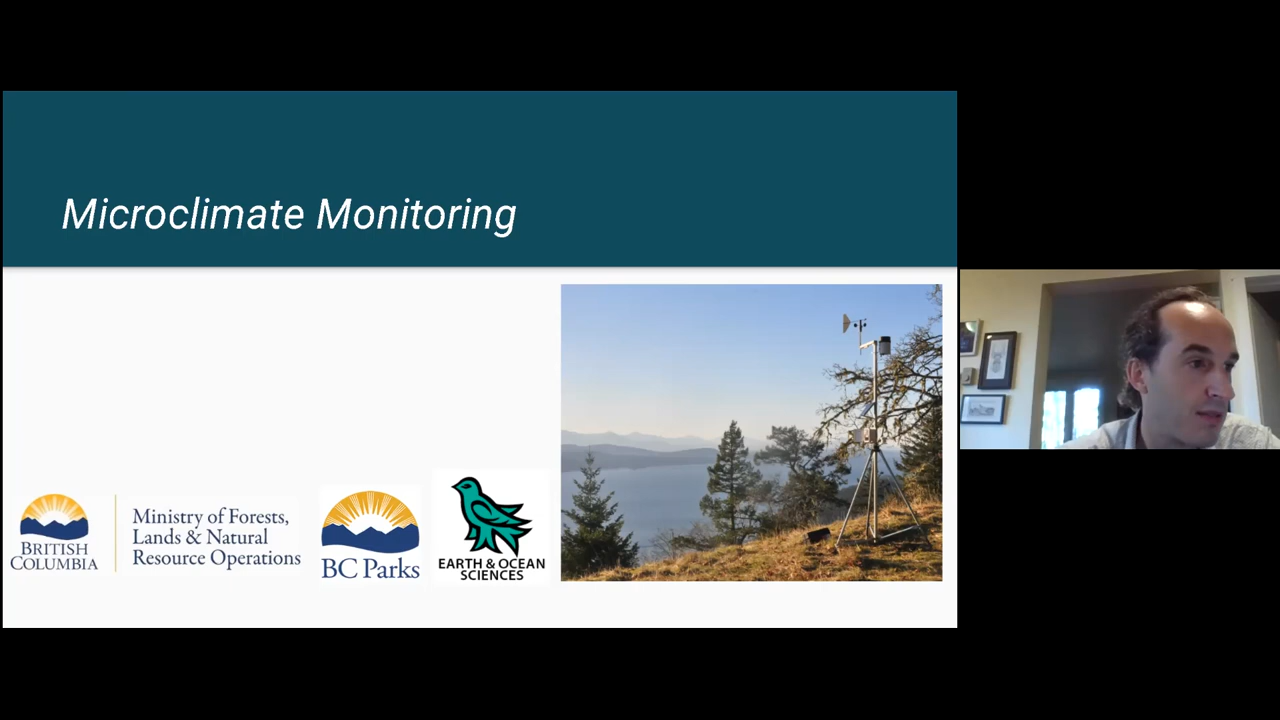 Microclimate Monitoring
BRITISH
COLUMBIA
Ministry of Forests,
Lands & Natural
Resource Operations
BC Parks
EARTH & OCEAN
SCIENCES